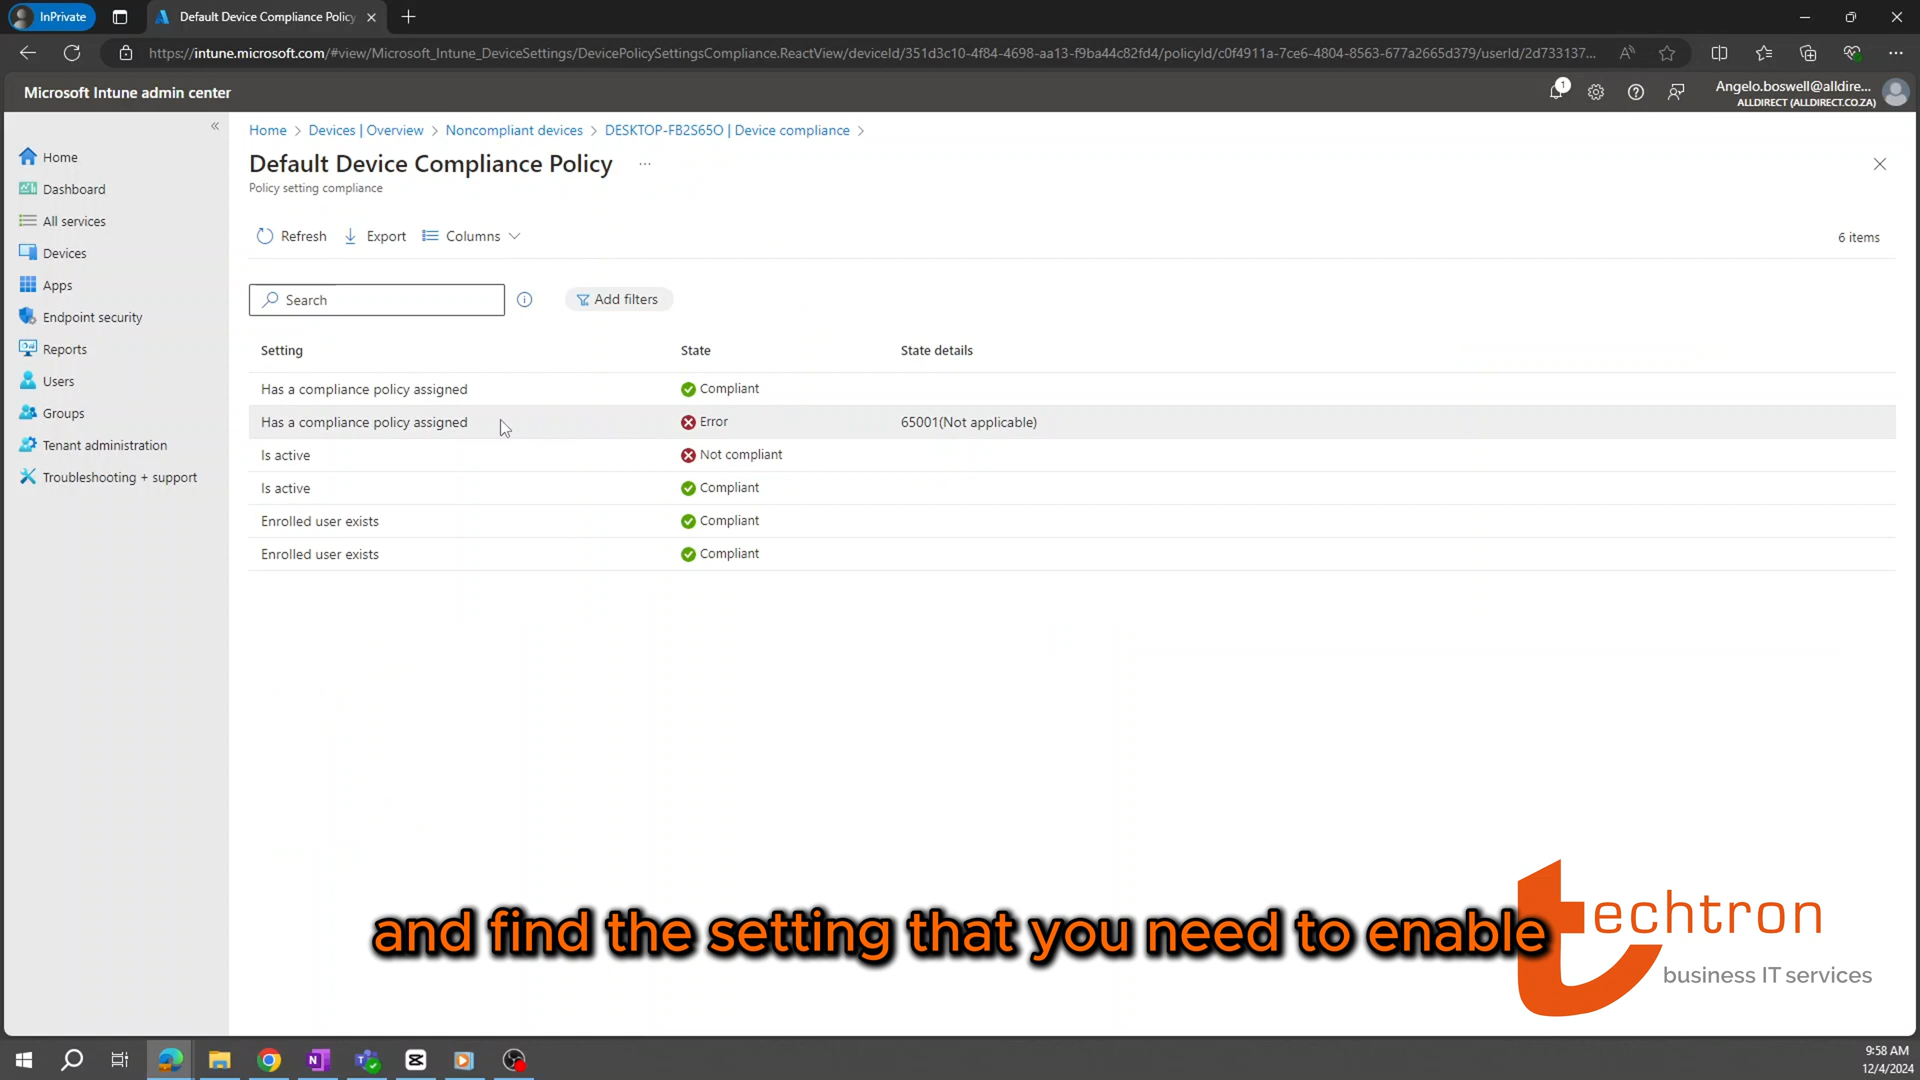 InPrivate
Default Device Compliance Policy
https://intune.microsoft.com/#view/Microsoft_Intune_DeviceSettings/DevicePolicySettingsCompliance.ReactView/deviceId/351d3c10-4f84-4698-aa13-f9ba44c82fd4/policyId/c0f4911a-7ce6-4804-8563-677a2665d379/userId/2d733137...
Microsoft Intune admin center
1
Angelo.boswell@alldire...
ALLDIRECT (ALLDIRECT.CO.ZA)
Home
Dashboard
All services
Devices
Apps
Endpoint security
Reports
Users
Groups
Tenant administration
Troubleshooting + support
Home > Devices | Overview > Noncompliant devices > DESKTOP-FB2S65O | Device compliance >
Default Device Compliance Policy ...
Policy setting compliance
Refresh Export Columns
6 items
Search
Add filters
Setting State State details
Has a compliance policy assigned Compliant
Has a compliance policy assigned Error 65001(Not applicable)
Is active Not compliant
Is active Compliant
Enrolled user exists Compliant
Enrolled user exists Compliant
and find the setting that you need to enable
techtron
business IT services
9:58 AM
12/4/2024